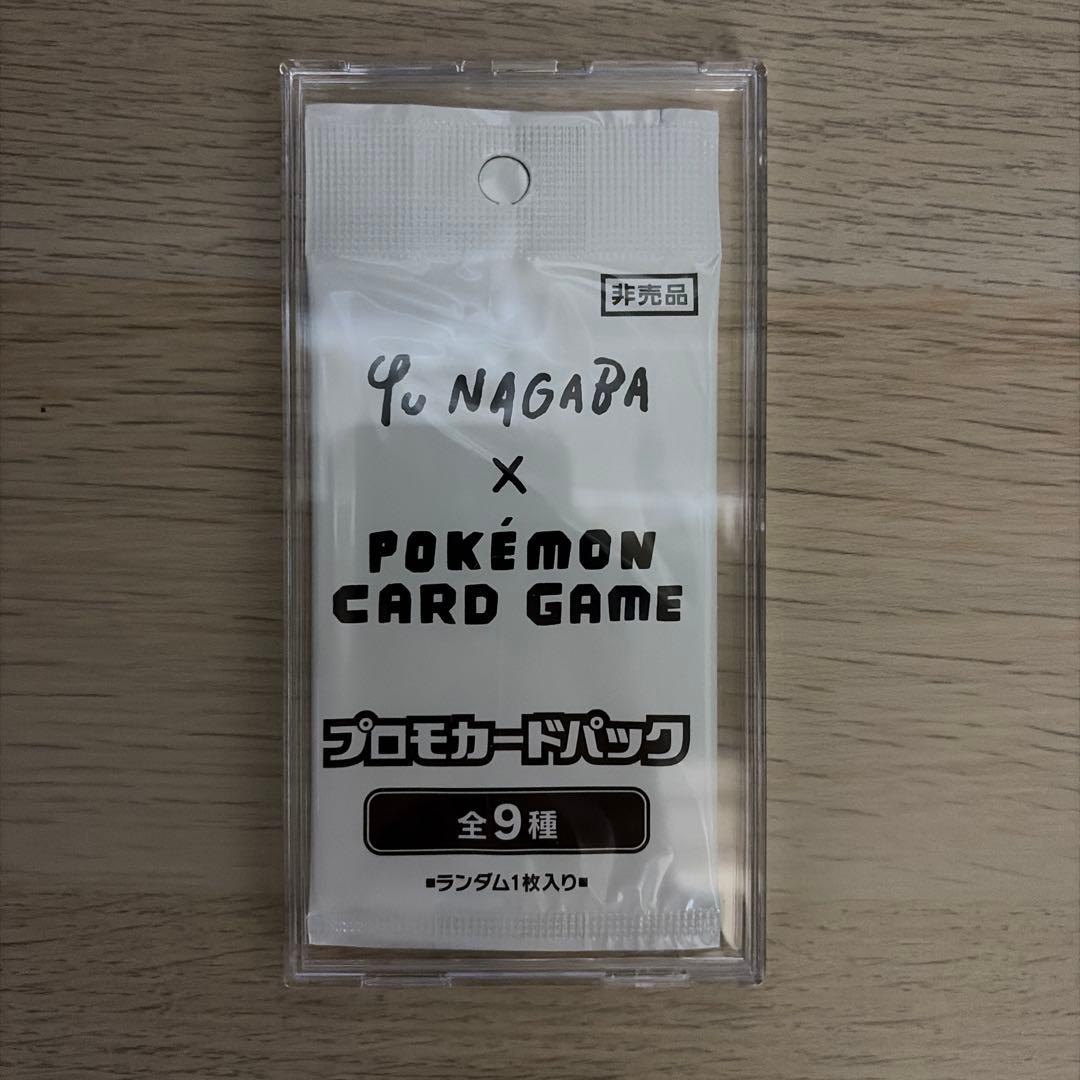 非売品
Yu NAGABA
×
POKÉMON
CARD GAME
プロモカードパック
全9種
■ランダム1枚入り■